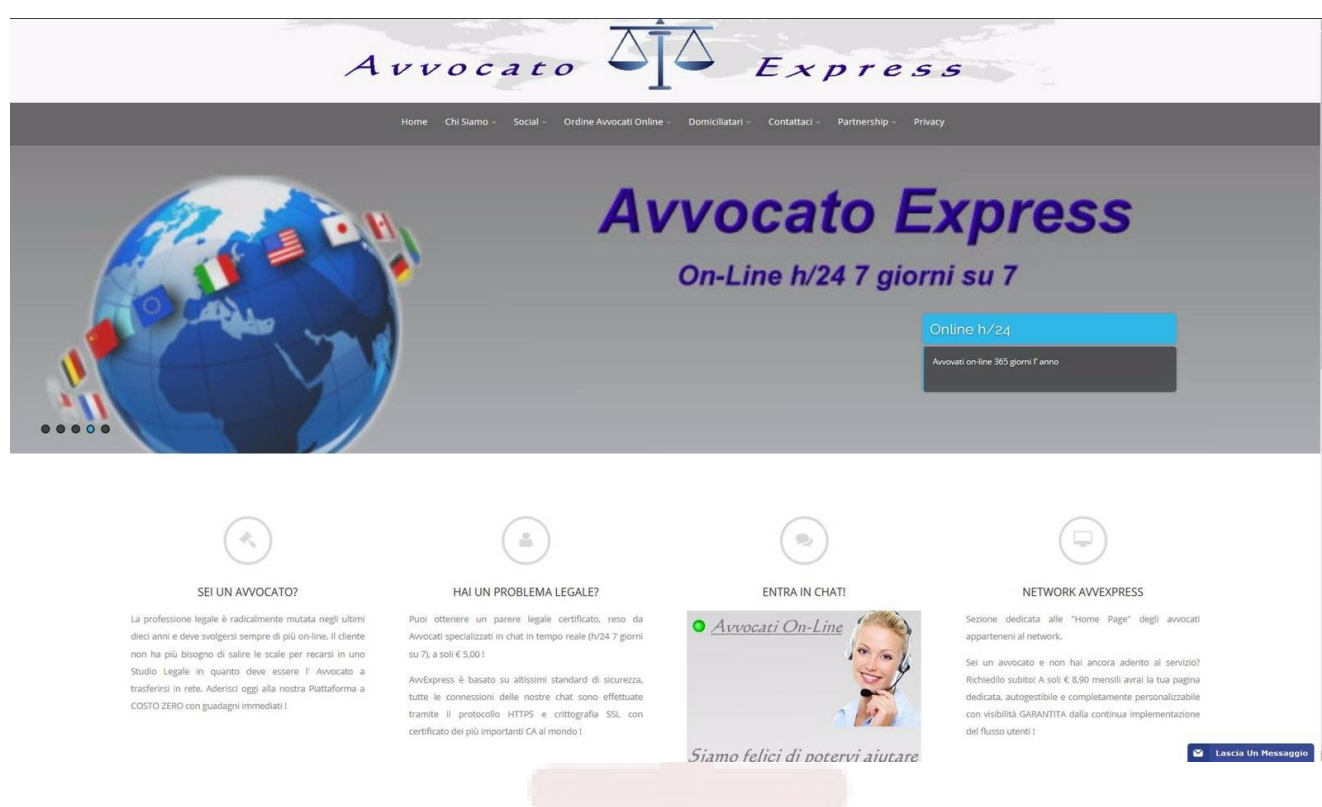 Avvocato Express
Home Chi Siamo Social Ordine Avvocati Online Domiciliatari Contattaci Partnership Privacy
Avvocato Express
On-Line h/24 7 giorni su 7
Online h/24
Avvovati on-line 365 giorni l' anno
SEI UN AVVOCATO?
La professione legale è radicalmente mutata negli ultimi
dieci anni e deve svolgersi sempre di più on-line. Il cliente
non ha più bisogno di salire le scale per recarsi in uno
Studio Legale in quanto deve essere l' Avvocato a
trasferirsi in rete. Aderisci oggi alla nostra Piattaforma a
COSTO ZERO con guadagni immediati !
HAI UN PROBLEMA LEGALE?
Puoi ottenere un parere legale certificato, reso da
Avvocati specializzati in chat in tempo reale (h/24 7 giorni
su 7), a soli € 5,00 !
AvvExpress è basato su altissimi standard di sicurezza,
tutte le connessioni delle nostre chat sono effettuate
tramite il protocollo HTTPS e crittografia SSL con
certificato dei più importanti CA al mondo !
ENTRA IN CHAT!
Avvocati On-Line
Siamo felici di potervi aiutare
NETWORK AVVEXPRESS
Sezione dedicata alle "Home Page" degli avvocati
apparteneni al network.
Sei un avvocato e non hai ancora aderito al servizio?
Richiedilo subito! A soli € 8,90 mensili avrai la tua pagina
dedicata, autogestibile e completamente personalizzabile
con visibilità GARANTITA dalla continua implementazione
del flusso utenti !
Lascia Un Messaggio